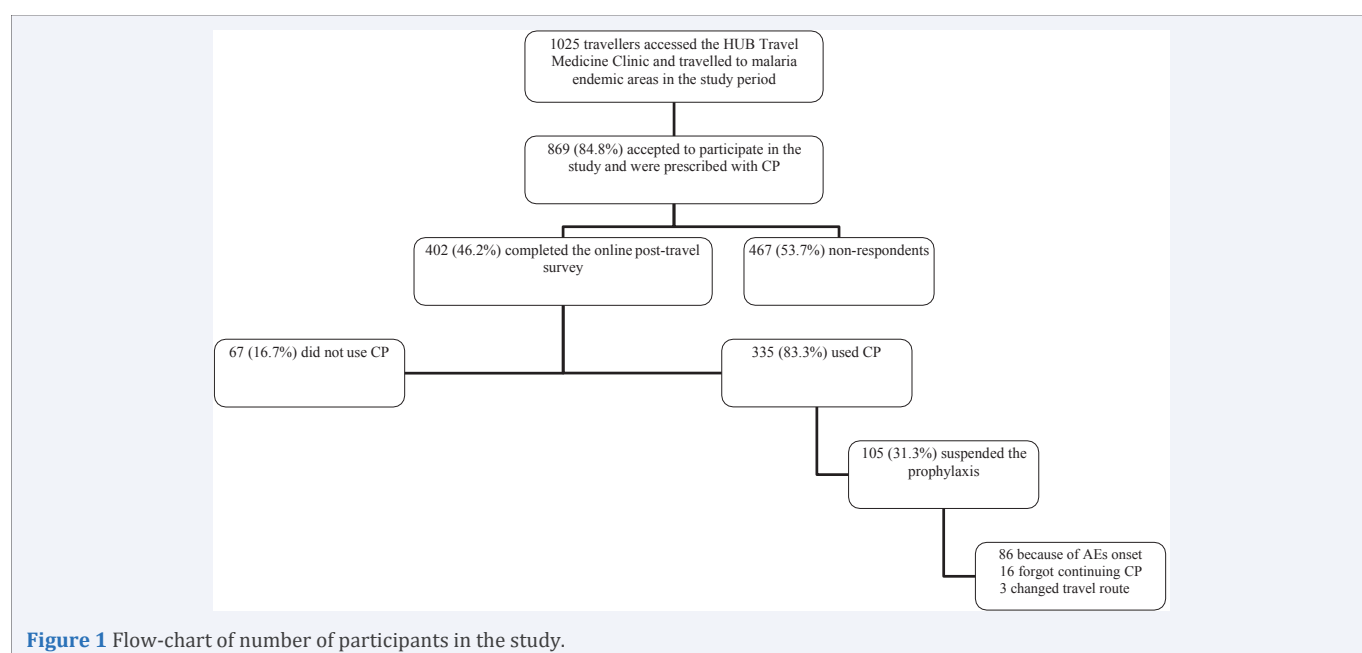 1025 travellers accessed the HUB Travel
Medicine Clinic and travelled to malaria
endemic areas in the study period
869 (84.8%) accepted to participate in the
study and were prescribed with CP
402 (46.2%) completed the online post-travel
survey
467 (53.7%) non-respondents
67 (16.7%) did not use CP
335 (83.3%) used CP
105 (31.3%) suspended the
prophylaxis
86 because of AEs onset
16 forgot continuing CP
3 changed travel route
Figure 1 Flow-chart of number of participants in the study.